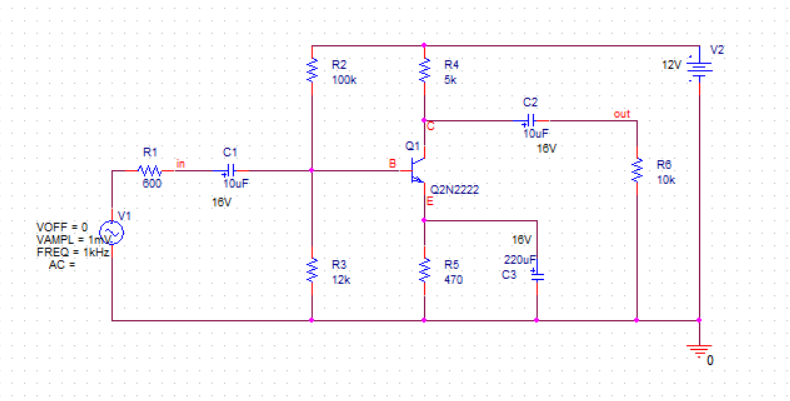 V2
12V
R2
100k
R4
5k
C2
out
C
10uF
16V
R1
in
C1
600
10uF
16V
B
Q1
Q2N2222
E
R6
10k
V1
VOFF = 0
VAMPL = 1mV
FREQ = 1kHz
AC =
R3
12k
R5
470
16V
220uF
C3
0